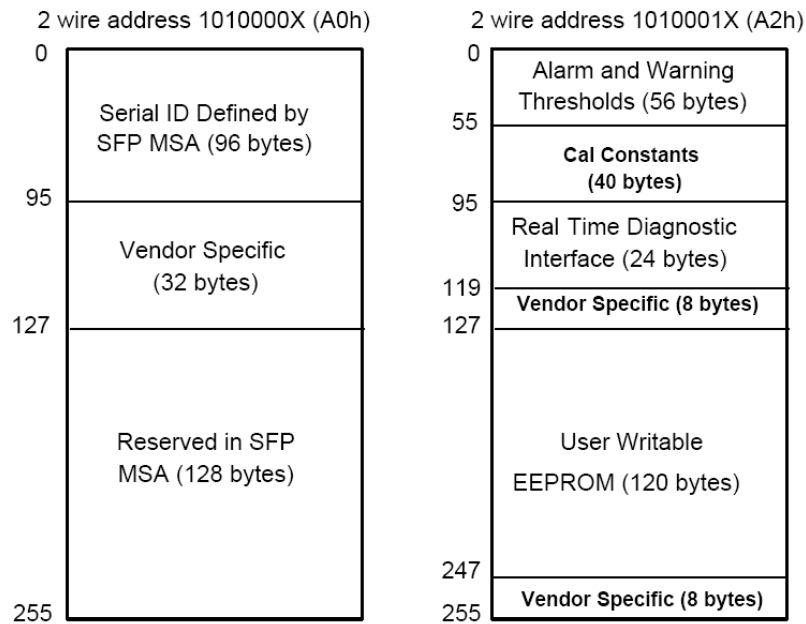 2 wire address 1010000X (A0h)
0
Serial ID Defined by
SFP MSA (96 bytes)
95
Vendor Specific
(32 bytes)
127
Reserved in SFP
MSA (128 bytes)
255
2 wire address 1010001X (A2h)
0
Alarm and Warning
Thresholds (56 bytes)
55
Cal Constants
(40 bytes)
95
Real Time Diagnostic
Interface (24 bytes)
119
Vendor Specific (8 bytes)
127
User Writable
EEPROM (120 bytes)
247
Vendor Specific (8 bytes)
255